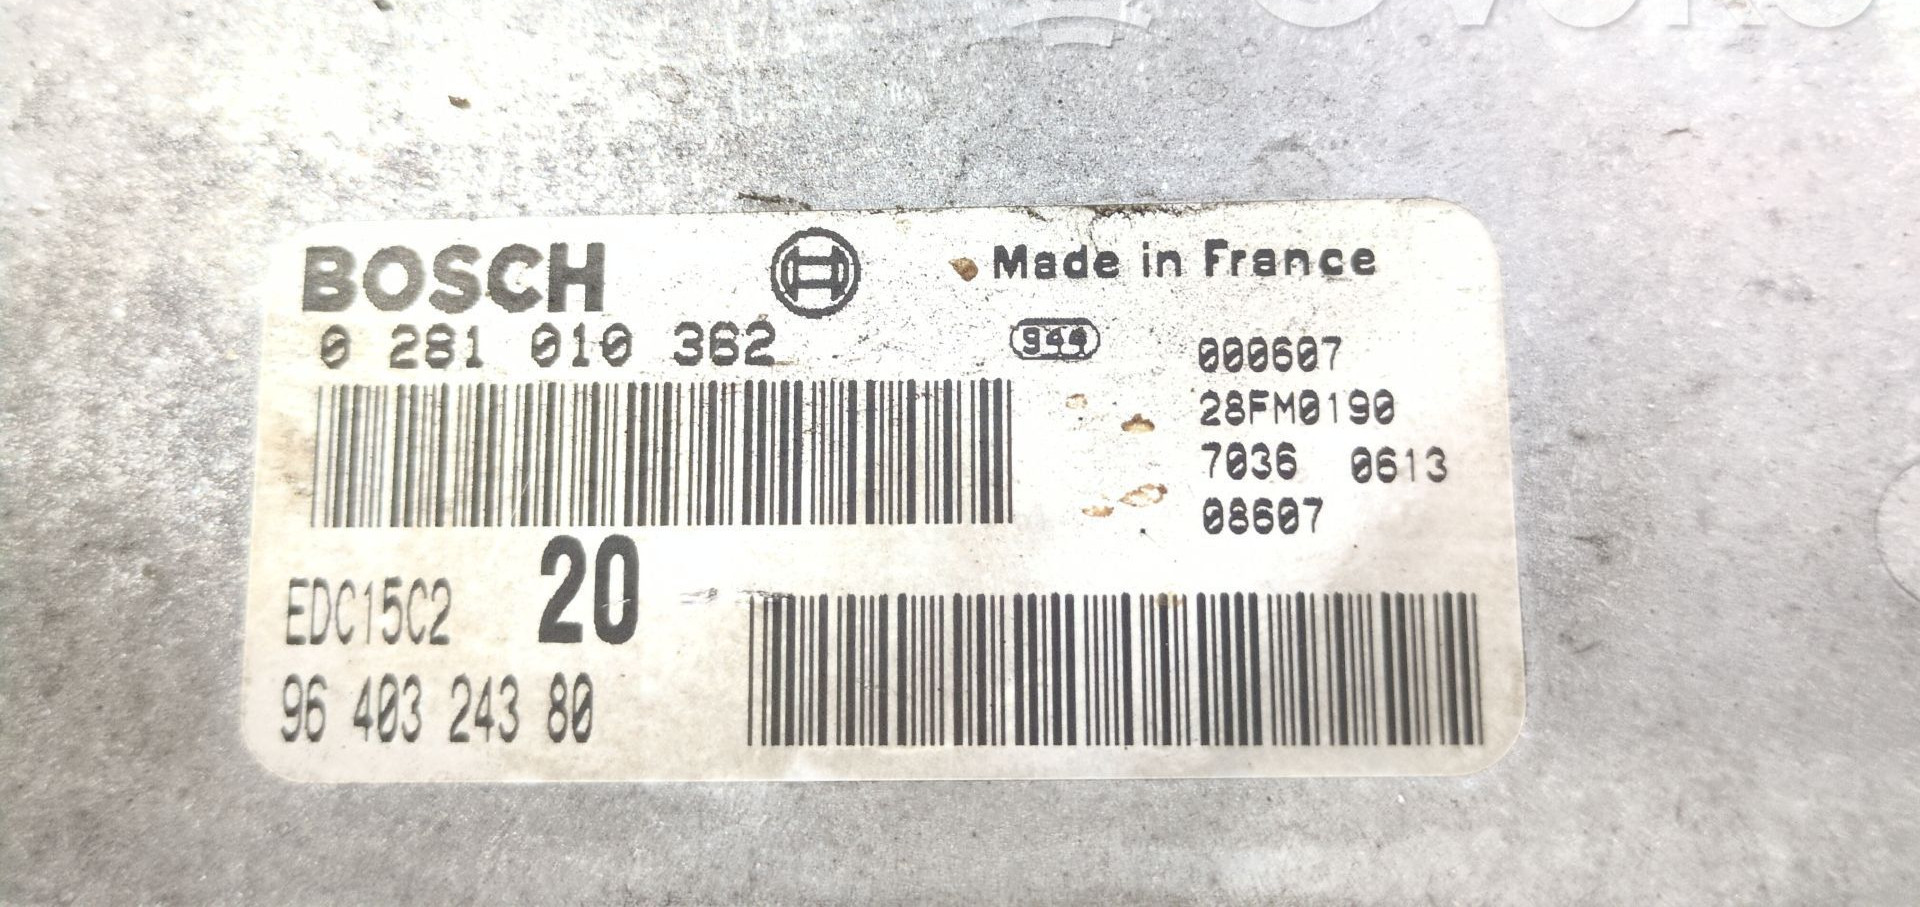 BOSCH
Made in France
0 281 010 362
944
000607
28FM0190
7036 0613
08607
EDC15C2 20
96 403 243 80